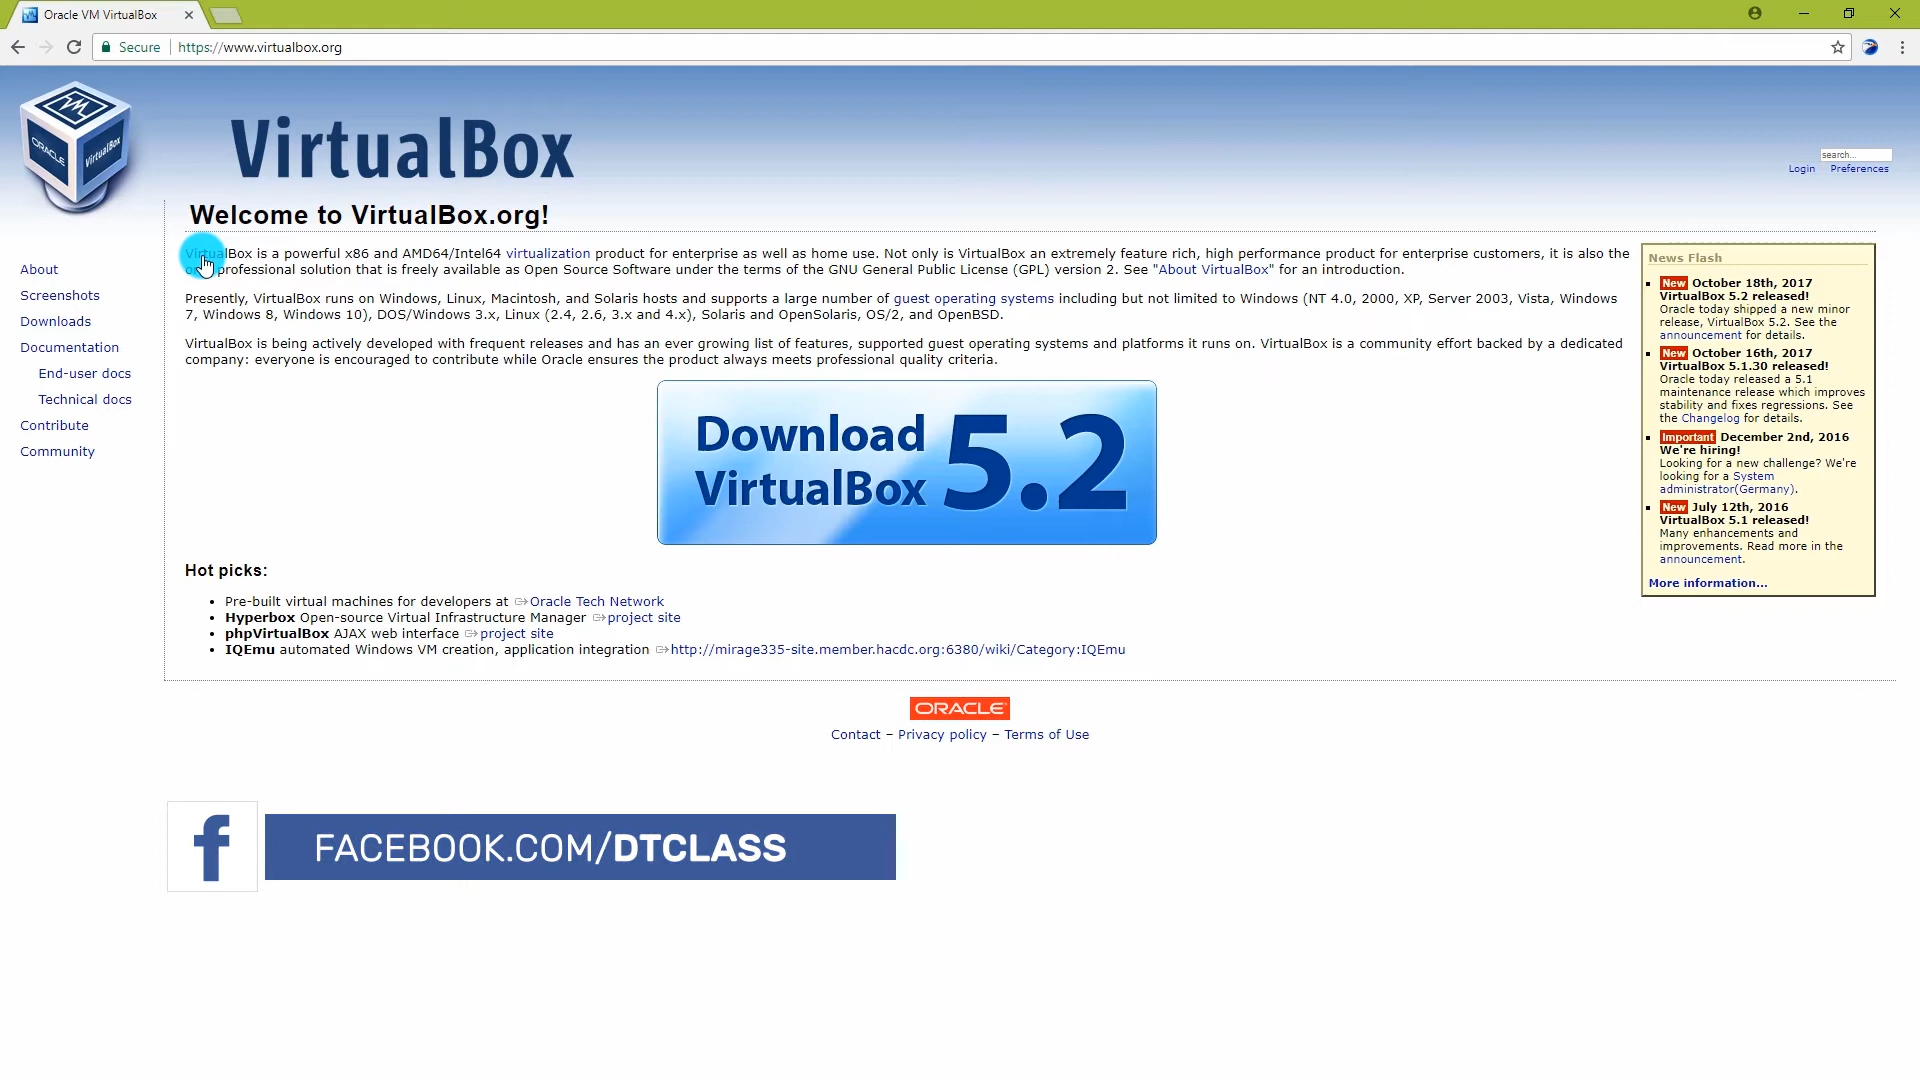 Oracle VM VirtualBox
Secure
https://www.virtualbox.org
ORACLE
VirtualBox
VirtualBox
search...
Login Preferences
Welcome to VirtualBox.org!
About
Screenshots
Downloads
Documentation
End-user docs
Technical docs
Contribute
Community
VirtualBox is a powerful x86 and AMD64/Intel64 virtualization product for enterprise as well as home use. Not only is VirtualBox an extremely feature rich, high performance product for enterprise customers, it is also the
professional solution that is freely available as Open Source Software under the terms of the GNU General Public License (GPL) version 2. See "About VirtualBox" for an introduction.
Presently, VirtualBox runs on Windows, Linux, Macintosh, and Solaris hosts and supports a large number of guest operating systems including but not limited to Windows (NT 4.0, 2000, XP, Server 2003, Vista, Windows
7, Windows 8, Windows 10), DOS/Windows 3.x, Linux (2.4, 2.6, 3.x and 4.x), Solaris and OpenSolaris, OS/2, and OpenBSD.
VirtualBox is being actively developed with frequent releases and has an ever growing list of features, supported guest operating systems and platforms it runs on. VirtualBox is a community effort backed by a dedicated
company: everyone is encouraged to contribute while Oracle ensures the product always meets professional quality criteria.
Download
VirtualBox
5.2
Hot picks:
Pre-built virtual machines for developers at Oracle Tech Network
Hyperbox Open-source Virtual Infrastructure Manager project site
phpVirtualBox AJAX web interface project site
IQEmu automated Windows VM creation, application integration http://mirage335-site.member.hacdc.org:6380/wiki/Category:IQEmu
News Flash
New October 18th, 2017
VirtualBox 5.2 released!
Oracle today shipped a new minor
release, VirtualBox 5.2. See the
announcement for details.
New October 16th, 2017
VirtualBox 5.1.30 released!
Oracle today released a 5.1
maintenance release which improves
stability and fixes regressions. See
the Changelog for details.
Important December 2nd, 2016
We're hiring!
Looking for a new challenge? We're
looking for a System
administrator(Germany).
New July 12th, 2016
VirtualBox 5.1 released!
Many enhancements and
improvements. Read more in the
announcement.
More information...
ORACLE
Contact – Privacy policy – Terms of Use
f
FACEBOOK.COM/DTCLASS